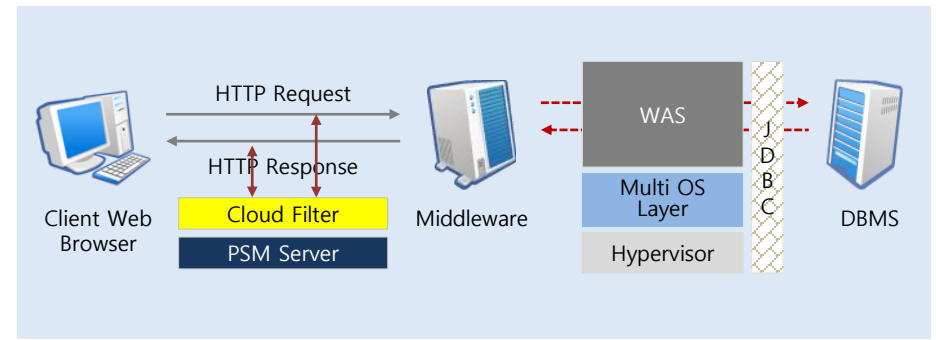 HTTP Request
HTTP Response
Cloud Filter
PSM Server
Client Web
Browser
Middleware
WAS
Multi OS
Layer
Hypervisor
J
D
B
C
DBMS